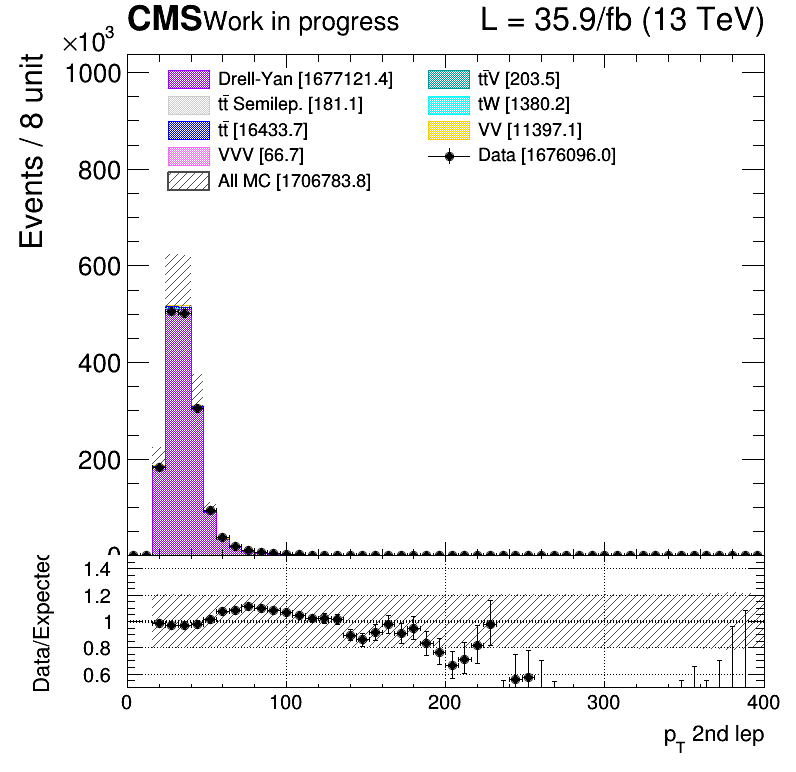 CMS Work in progress L = 35.9/fb (13 TeV)
×10³
Events / 8 unit
1000
800
600
400
200
0
Drell-Yan [1677121.4]
tt̄ Semilep. [181.1]
tt̄ [16433.7]
VVV [66.7]
All MC [1706783.8]
tt̄V [203.5]
tW [1380.2]
VV [11397.1]
Data [1676096.0]
Data/Expected
1.4
1.2
1
0.8
0.6
0 100 200 300 400
p_T 2nd lep